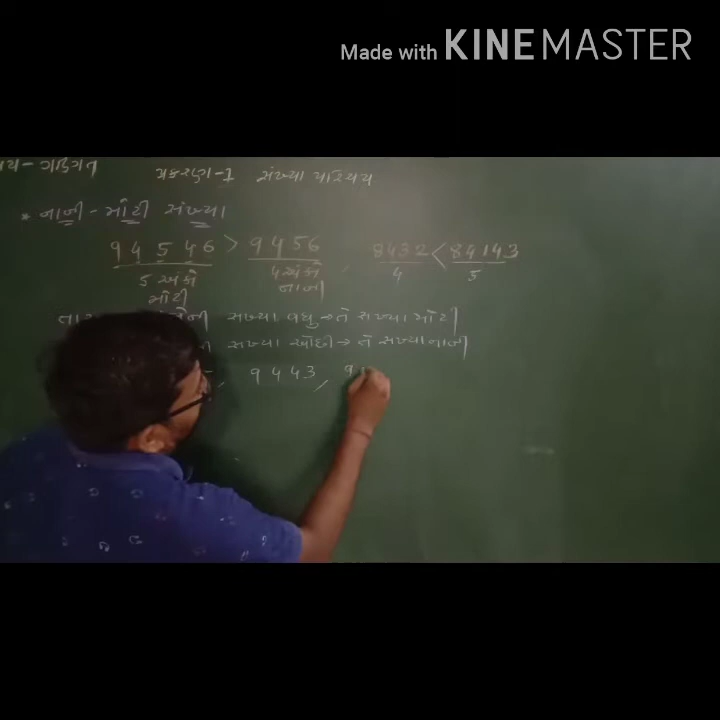 Made with KINEMASTER
પ્રકરણ-1 સંખ્યા પરિચય
* નાની - મોટી સંખ્યા
94546 > 9456 , 8432 < 84143
5 અંકો 4 અંકો 4 5
મોટી નાની
સંખ્યા વધુ → તે સંખ્યા મોટી
સંખ્યા ઓછી → તે સંખ્યા નાની
, 9443,